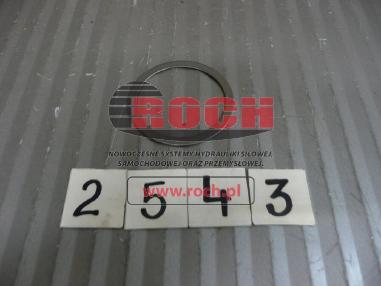 ROCH
NOWOCZESNE SYSTEMY HYDRAULIKI SIŁOWEJ,
SAMOCHODOWEJ ORAZ PRZEMYSŁOWEJ.
www.roch.pl
2 5 4 3